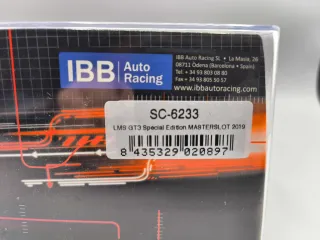 IBB Auto
Racing
IBB Auto Racing SL • La Masia, 26
08711 Òdena (Barcelona • Spain)
Tel. + 34 93 803 08 80
Fax + 34 93 805 50 57
www.ibbautoracing.com
SC-6233
LMS GT3 Special Edition MASTERSLOT 2019
8 435329 020897